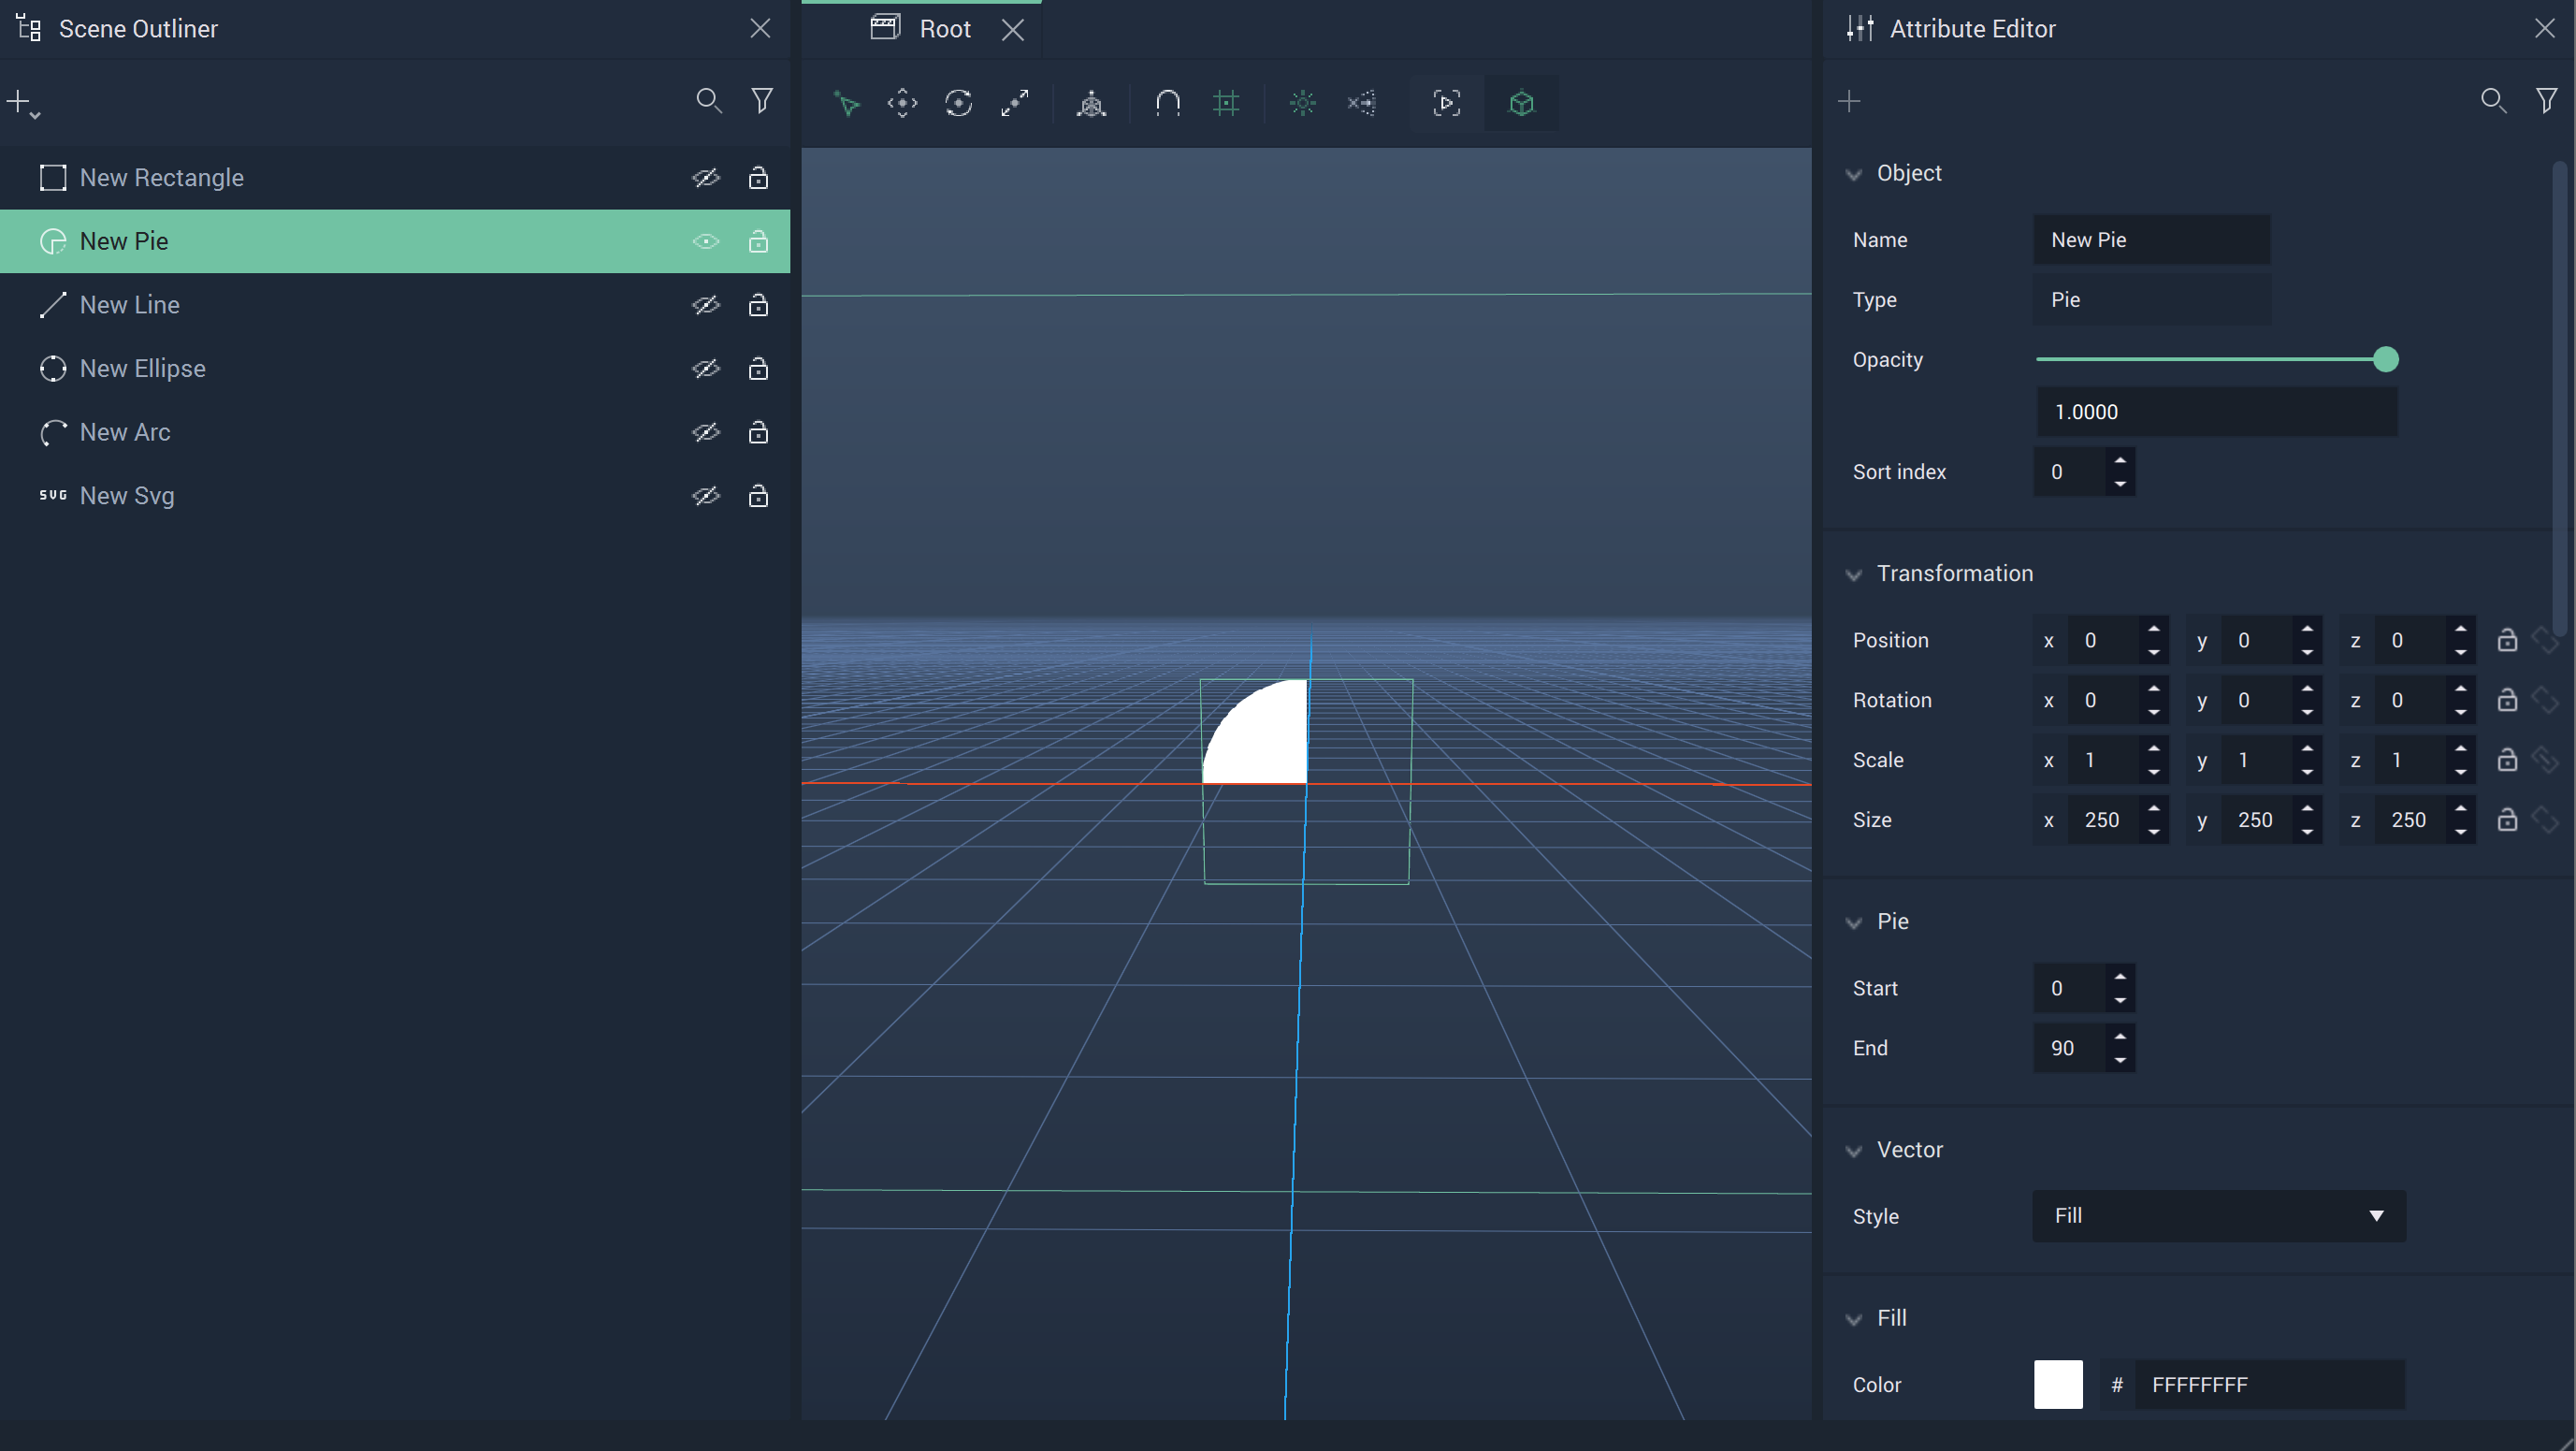 Scene Outliner
New Rectangle
New Pie
New Line
New Ellipse
New Arc
SVG New Svg
Root
Attribute Editor
Object
Name New Pie
Type Pie
Opacity
1.0000
Sort index 0
Transformation
Position x 0 y 0 z 0
Rotation x 0 y 0 z 0
Scale x 1 y 1 z 1
Size x 250 y 250 z 250
Pie
Start 0
End 90
Vector
Style Fill
Fill
Color # FFFFFFFF